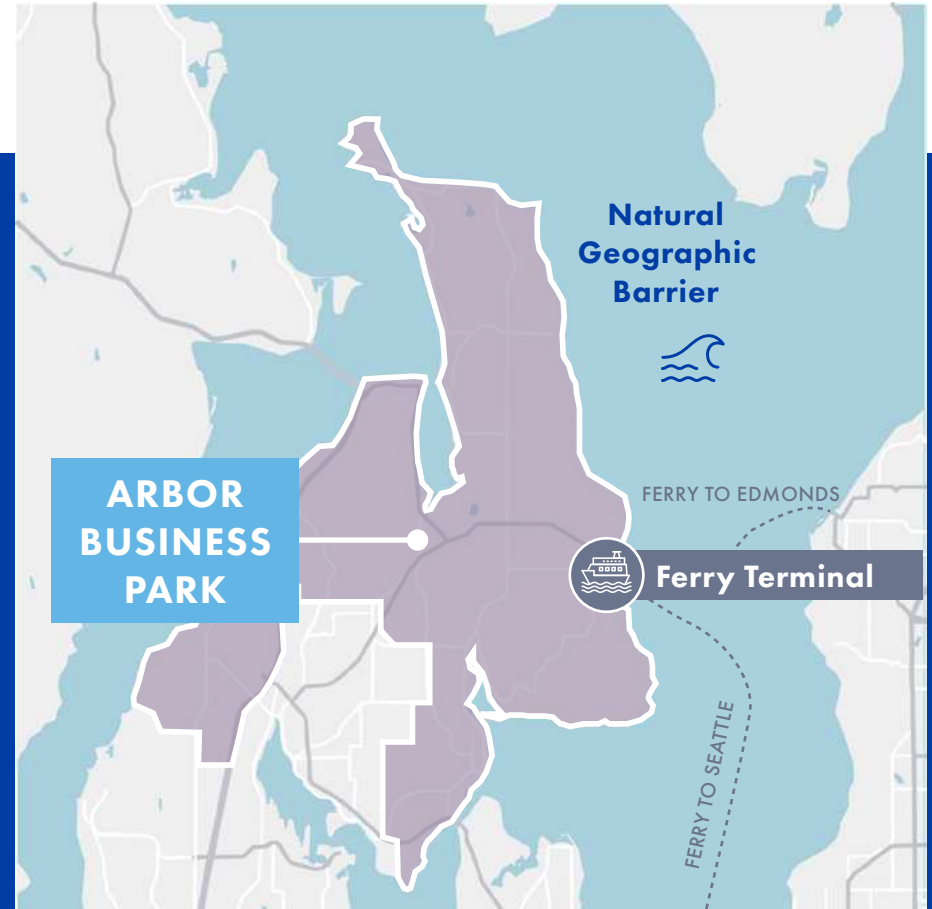 Natural
Geographic
Barrier
ARBOR
BUSINESS
PARK
FERRY TO EDMONDS
Ferry Terminal
FERRY TO SEATTLE